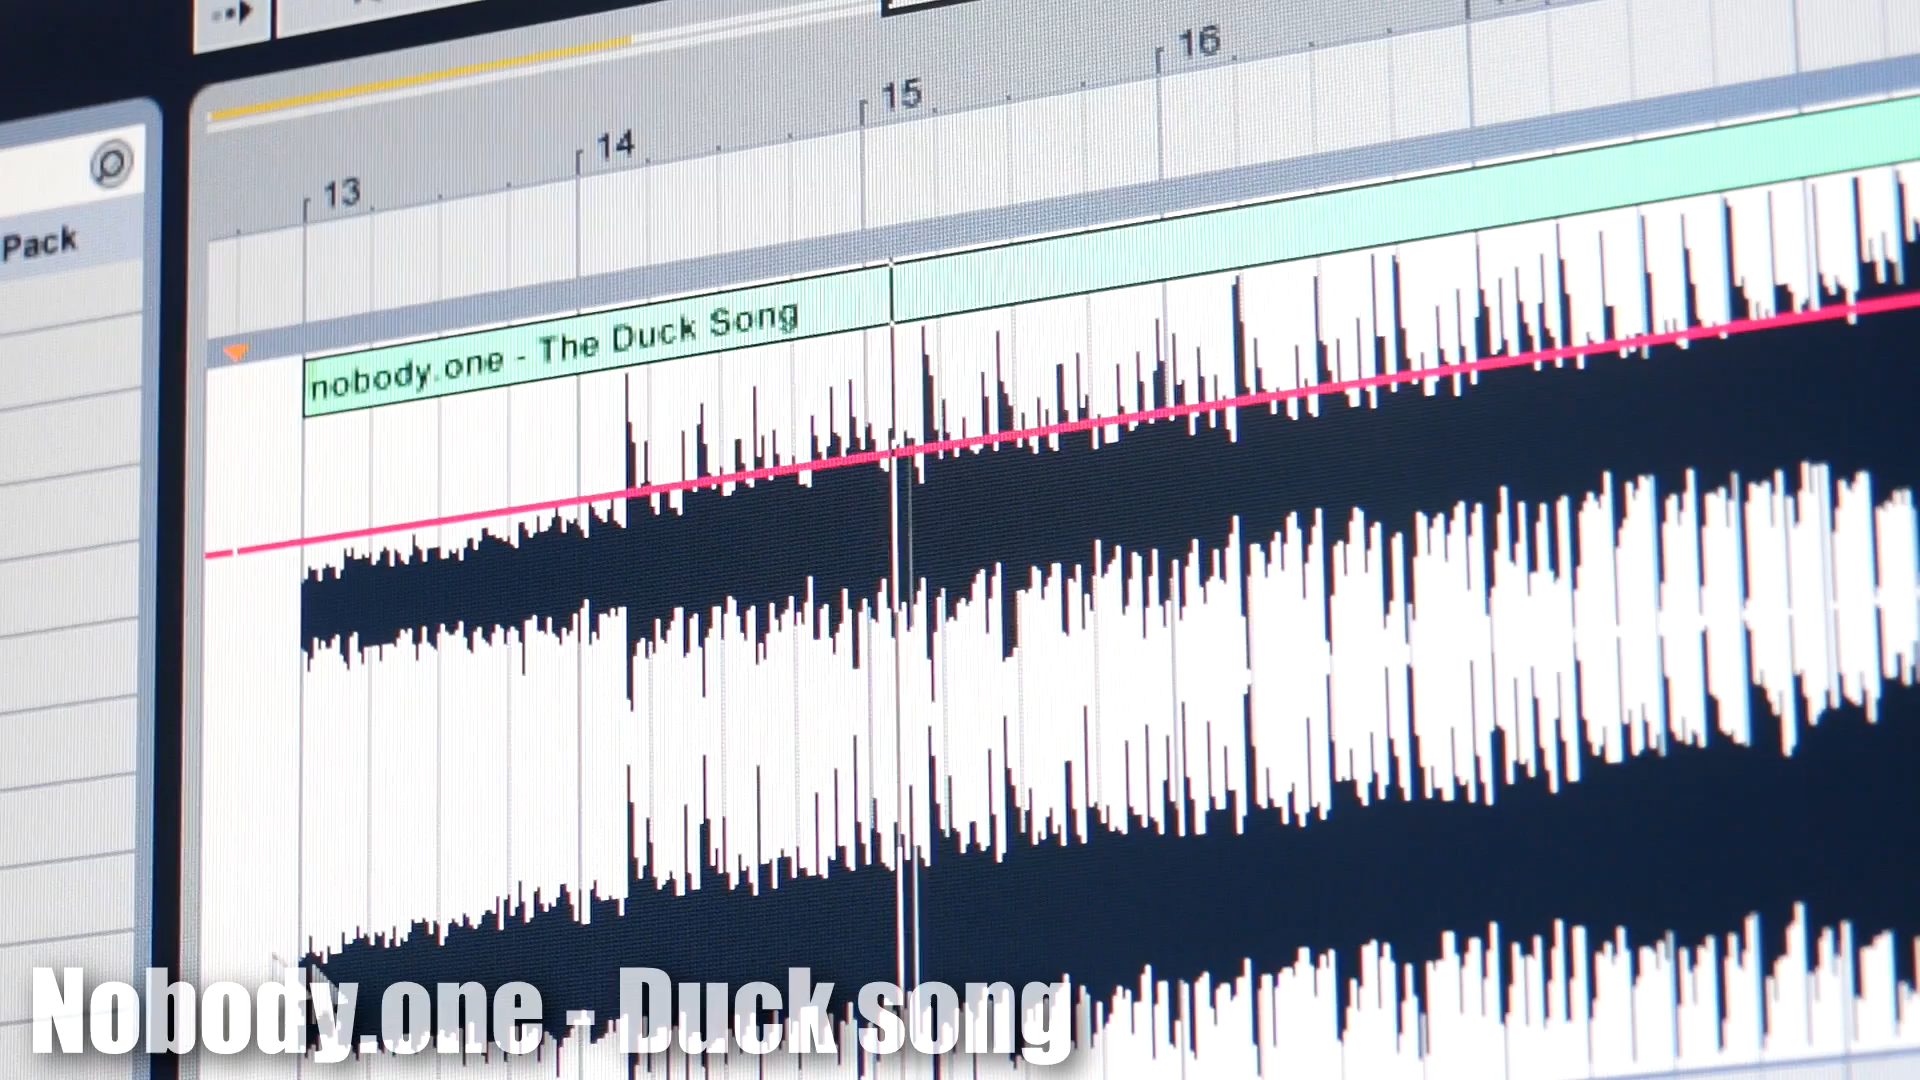 13
14
15
16
Pack
nobody.one - The Duck Song
Nobody.one - Duck song